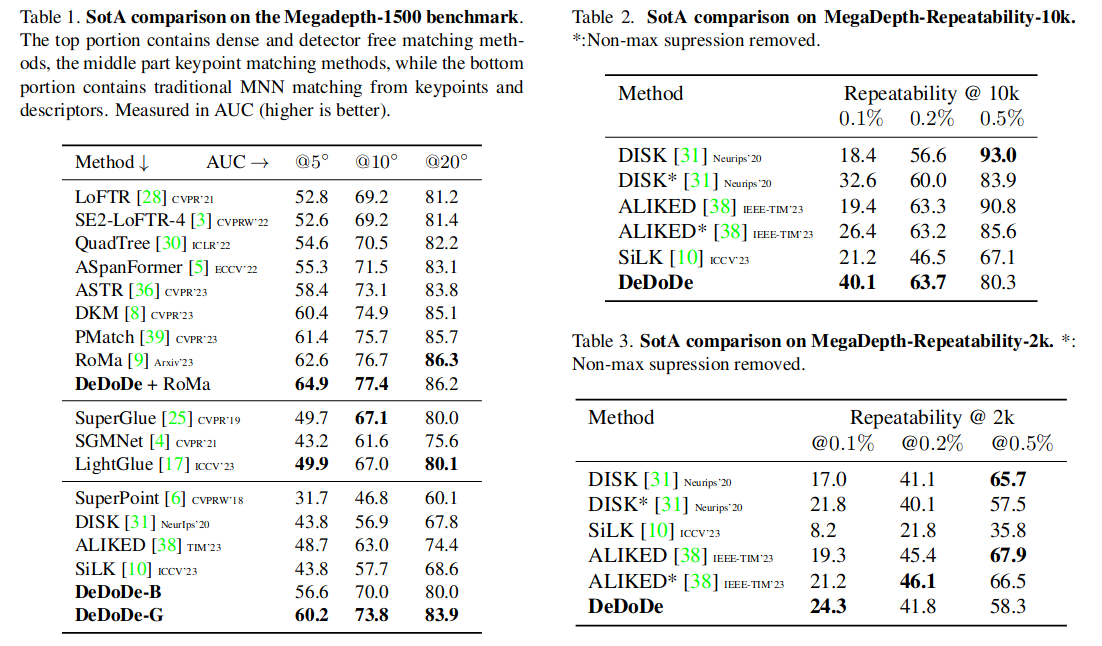 Table 1. SotA comparison on the Megadepth-1500 benchmark.
The top portion contains dense and detector free matching meth-
ods, the middle part keypoint matching methods, while the bottom
portion contains traditional MNN matching from keypoints and
descriptors. Measured in AUC (higher is better).
Method ↓ AUC → @5° @10° @20°
LoFTR [28] CVPR'21 52.8 69.2 81.2
SE2-LoFTR-4 [3] CVPRW'22 52.6 69.2 81.4
QuadTree [30] ICLR'22 54.6 70.5 82.2
ASpanFormer [5] ECCV'22 55.3 71.5 83.1
ASTR [36] CVPR'23 58.4 73.1 83.8
DKM [8] CVPR'23 60.4 74.9 85.1
PMatch [39] CVPR'23 61.4 75.7 85.7
RoMa [9] Arxiv'23 62.6 76.7 86.3
DeDoDe + RoMa 64.9 77.4 86.2
SuperGlue [25] CVPR'19 49.7 67.1 80.0
SGMNet [4] CVPR'21 43.2 61.6 75.6
LightGlue [17] ICCV'23 49.9 67.0 80.1
SuperPoint [6] CVPRW'18 31.7 46.8 60.1
DISK [31] NeurIps'20 43.8 56.9 67.8
ALIKED [38] TIM'23 48.7 63.0 74.4
SiLK [10] ICCV'23 43.8 57.7 68.6
DeDoDe-B 56.6 70.0 80.0
DeDoDe-G 60.2 73.8 83.9
Table 2. SotA comparison on MegaDepth-Repeatability-10k.
*:Non-max supression removed.
Method Repeatability @ 10k
0.1% 0.2% 0.5%
DISK [31] Neurips'20 18.4 56.6 93.0
DISK* [31] Neurips'20 32.6 60.0 83.9
ALIKED [38] IEEE-TIM'23 19.4 63.3 90.8
ALIKED* [38] IEEE-TIM'23 26.4 63.2 85.6
SiLK [10] ICCV'23 21.2 46.5 67.1
DeDoDe 40.1 63.7 80.3
Table 3. SotA comparison on MegaDepth-Repeatability-2k. *:
Non-max supression removed.
Method Repeatability @ 2k
@0.1% @0.2% @0.5%
DISK [31] Neurips'20 17.0 41.1 65.7
DISK* [31] Neurips'20 21.8 40.1 57.5
SiLK [10] ICCV'23 8.2 21.8 35.8
ALIKED [38] IEEE-TIM'23 19.3 45.4 67.9
ALIKED* [38] IEEE-TIM'23 21.2 46.1 66.5
DeDoDe 24.3 41.8 58.3